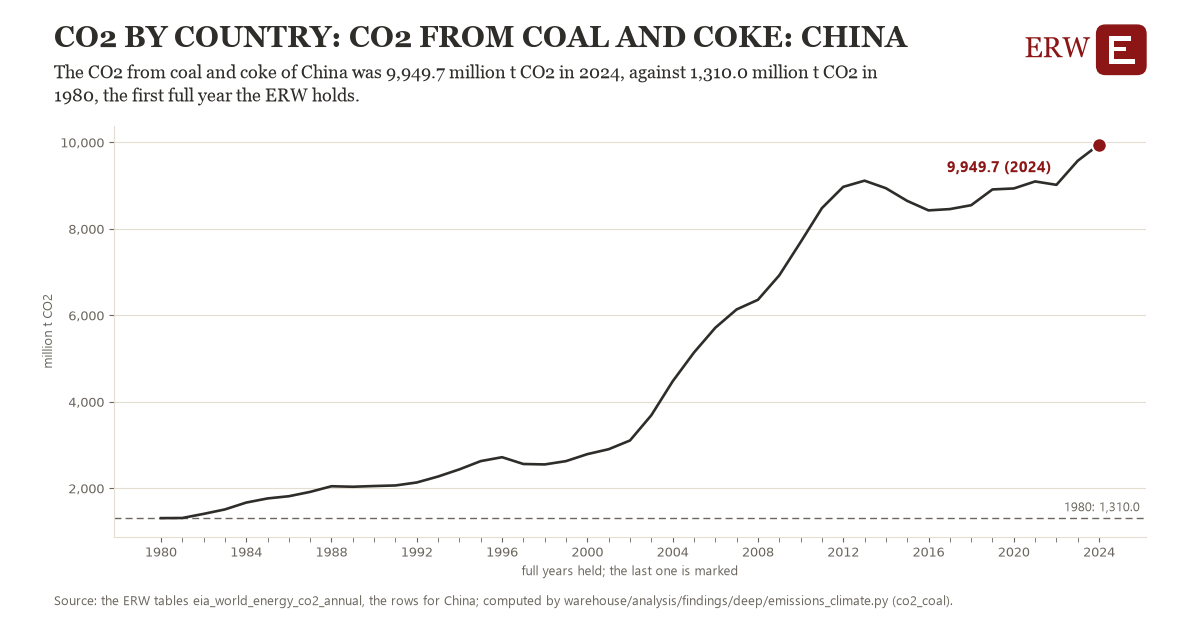 CO2 BY COUNTRY: CO2 FROM COAL AND COKE: CHINA
ERW E
The CO2 from coal and coke of China was 9,949.7 million t CO2 in 2024, against 1,310.0 million t CO2 in
1980, the first full year the ERW holds.
10,000
8,000
6,000
4,000
2,000
million t CO2
9,949.7 (2024)
1980: 1,310.0
1980 1984 1988 1992 1996 2000 2004 2008 2012 2016 2020 2024
full years held; the last one is marked
Source: the ERW tables eia_world_energy_co2_annual, the rows for China; computed by warehouse/analysis/findings/deep/emissions_climate.py (co2_coal).